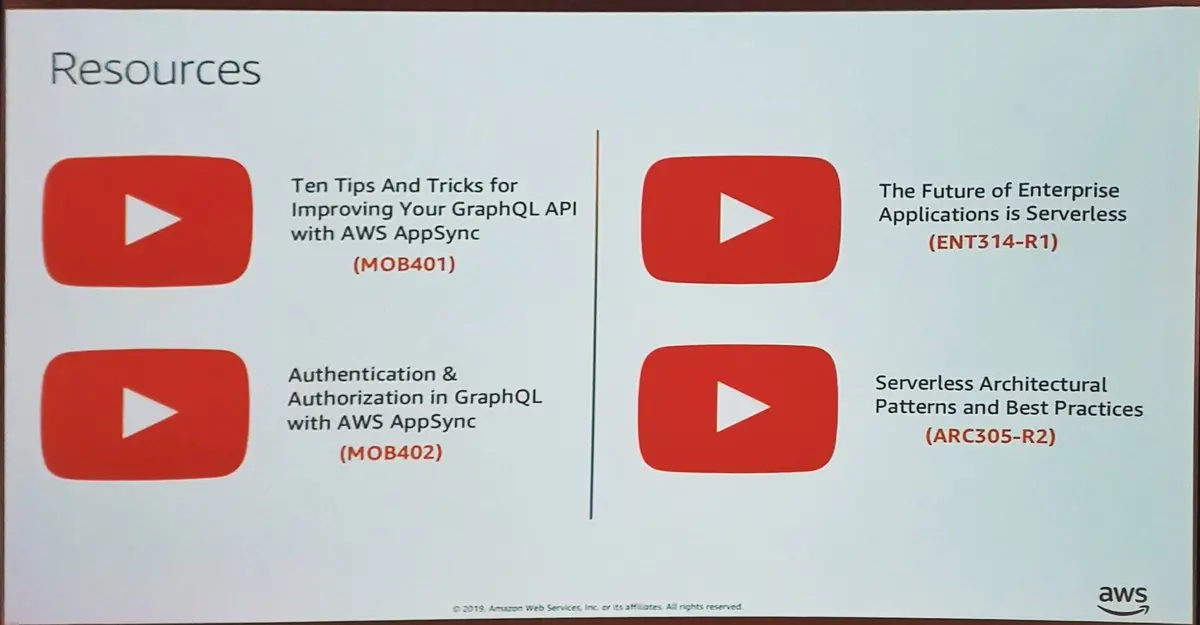 Resources
Ten Tips And Tricks for
Improving Your GraphQL API
with AWS AppSync
(MOB401)
Authentication &
Authorization in GraphQL
with AWS AppSync
(MOB402)
The Future of Enterprise
Applications is Serverless
(ENT314-R1)
Serverless Architectural
Patterns and Best Practices
(ARC305-R2)
© 2019, Amazon Web Services, Inc. or its affiliates. All rights reserved.
aws